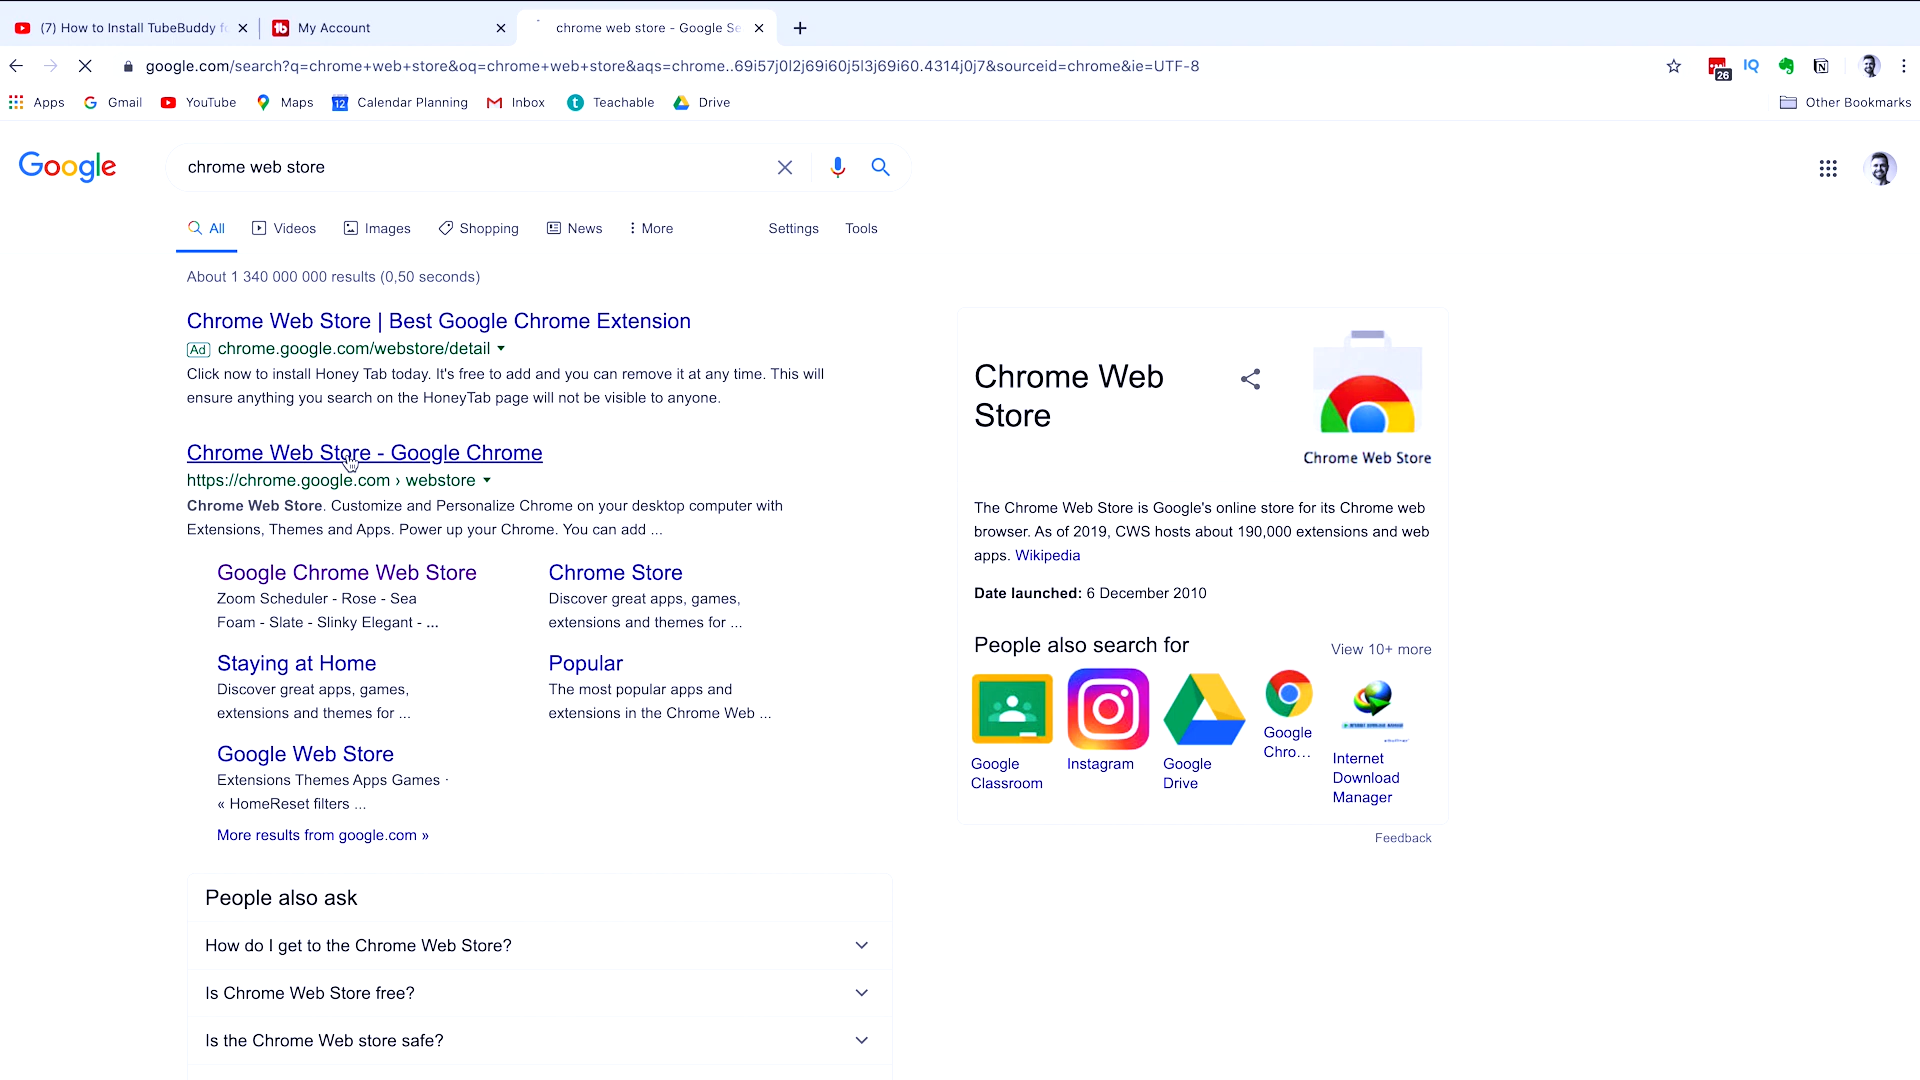 (7) How to Install TubeBuddy fo
My Account
chrome web store - Google Se
google.com/search?q=chrome+web+store&oq=chrome+web+store&aqs=chrome..69i57j0l2j69i60j5l3j69i60.4314j0j7&sourceid=chrome&ie=UTF-8
26
IQ
Apps
Gmail
YouTube
Maps
12
Calendar Planning
Inbox
Teachable
Drive
Other Bookmarks
Google
chrome web store
All
Videos
Images
Shopping
News
More
Settings
Tools
About 1 340 000 000 results (0,50 seconds)
Chrome Web Store | Best Google Chrome Extension
Ad chrome.google.com/webstore/detail
Click now to install Honey Tab today. It's free to add and you can remove it at any time. This will
ensure anything you search on the HoneyTab page will not be visible to anyone.
Chrome Web Store - Google Chrome
https://chrome.google.com › webstore
Chrome Web Store. Customize and Personalize Chrome on your desktop computer with
Extensions, Themes and Apps. Power up your Chrome. You can add ...
Google Chrome Web Store
Zoom Scheduler - Rose - Sea
Foam - Slate - Slinky Elegant - ...
Chrome Store
Discover great apps, games,
extensions and themes for ...
Staying at Home
Discover great apps, games,
extensions and themes for ...
Popular
The most popular apps and
extensions in the Chrome Web ...
Google Web Store
Extensions Themes Apps Games ·
« HomeReset filters ...
More results from google.com »
People also ask
How do I get to the Chrome Web Store?
Is Chrome Web Store free?
Is the Chrome Web store safe?
Chrome Web
Store
Chrome Web Store
The Chrome Web Store is Google's online store for its Chrome web
browser. As of 2019, CWS hosts about 190,000 extensions and web
apps. Wikipedia
Date launched: 6 December 2010
People also search for
View 10+ more
Google
Classroom
Instagram
Google
Drive
Google
Chro...
Internet
Download
Manager
Feedback